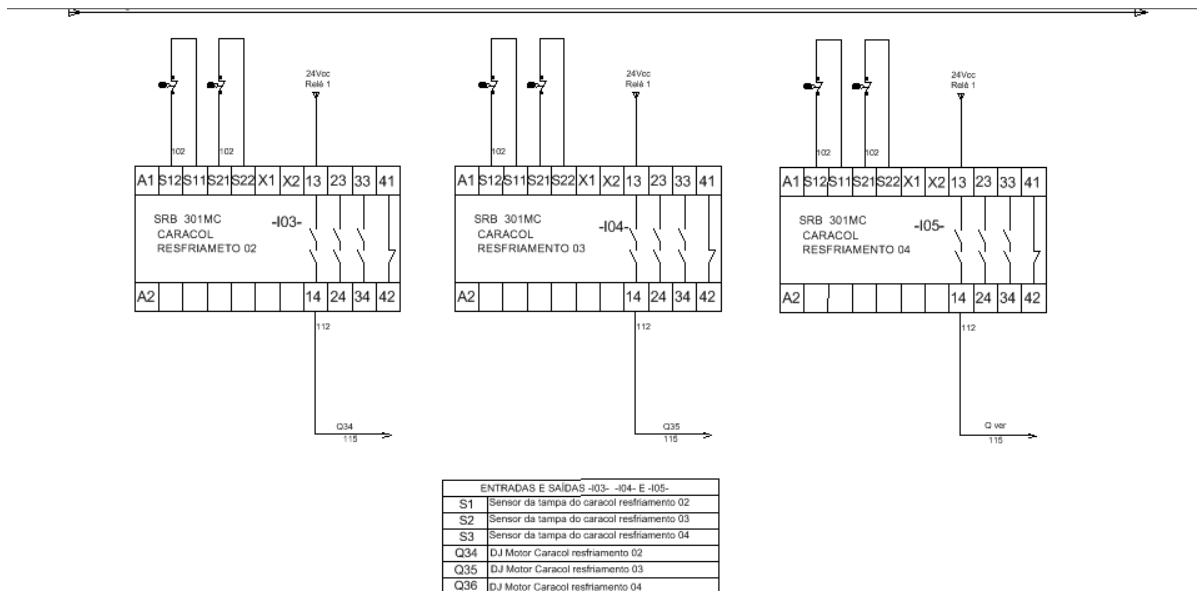 24Vcc
Relé 1
24Vcc
Relé 1
24Vcc
Relé 1
102
102
102
102
102
A1 S12 S11 S21 S22 X1 X2 13 23 33 41
A1 S12 S11 S21 S22 X1 X2 13 23 33 41
A1 S12 S11 S21 S22 X1 X2 13 23 33 41
SRB 301MC
CARACOL
RESFRIAMETO 02
-I03-
SRB 301MC
CARACOL
RESFRIAMENTO 03
-I04-
SRB 301MC
CARACOL
RESFRIAMENTO 04
-I05-
A2 14 24 34 42
A2 14 24 34 42
A2 14 24 34 42
112
112
112
Q34
115
Q35
115
Q ver
115
ENTRADAS E SAÍDAS -I03- -I04- E -I05-
S1 Sensor da tampa do caracol resfriamento 02
S2 Sensor da tampa do caracol resfriamento 03
S3 Sensor da tampa do caracol resfriamento 04
Q34 DJ Motor Caracol resfriamento 02
Q35 DJ Motor Caracol resfriamento 03
Q36 DJ Motor Caracol resfriamento 04